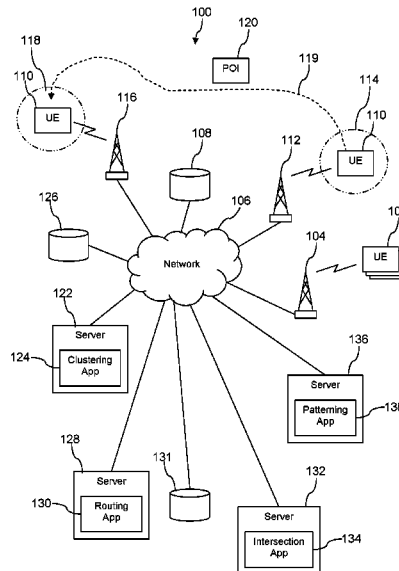 100
120
118
POI
119
110
114
UE
116
110
108
112
UE
126
106
104
10
UE
Network
122
Server
124
Clustering
App
136
Server
Patterning
App
138
128
131
132
Server
130
Routing
App
Server
Intersection
App
134